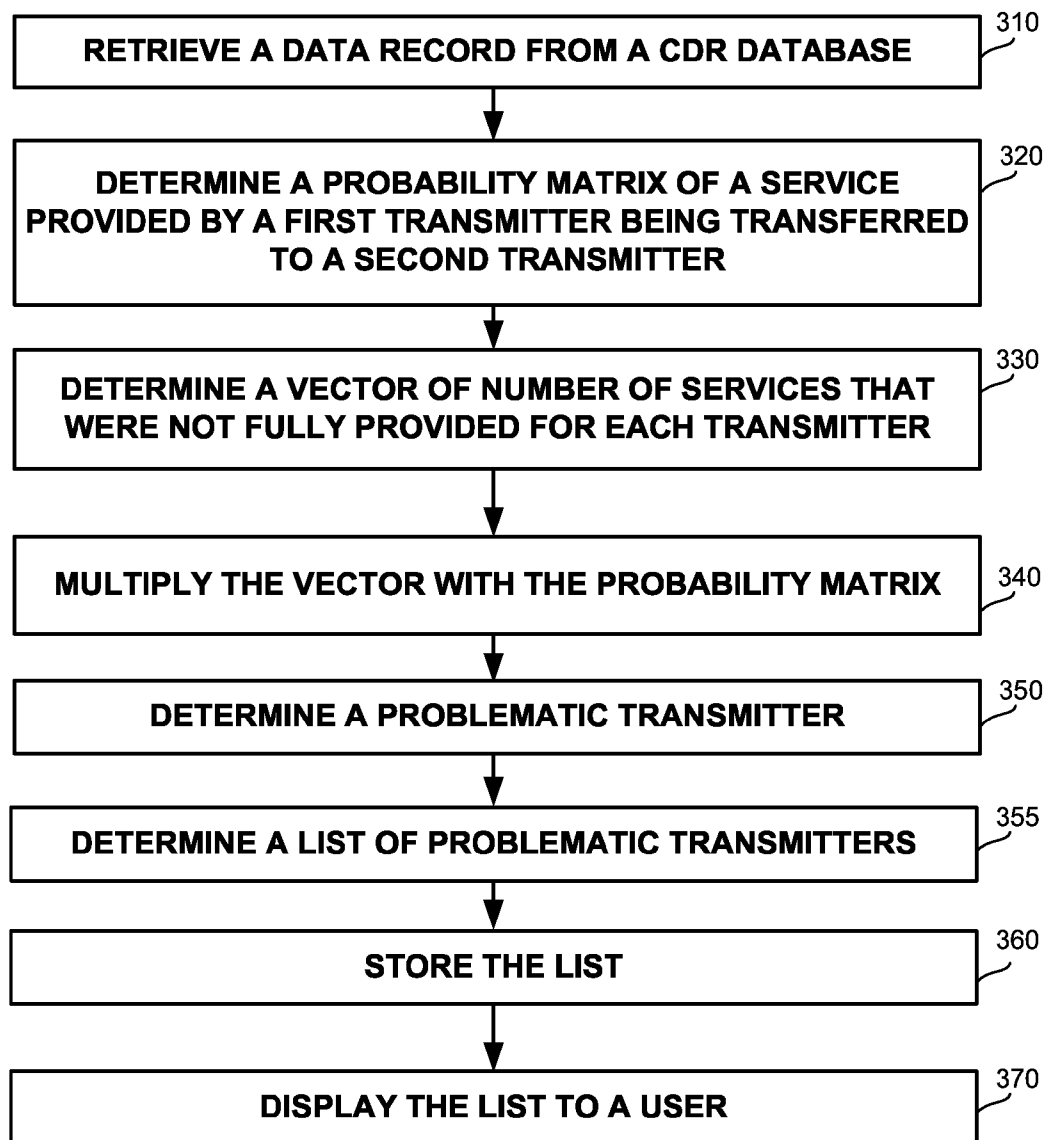 310
RETRIEVE A DATA RECORD FROM A CDR DATABASE
320
DETERMINE A PROBABILITY MATRIX OF A SERVICE
PROVIDED BY A FIRST TRANSMITTER BEING TRANSFERRED
TO A SECOND TRANSMITTER
330
DETERMINE A VECTOR OF NUMBER OF SERVICES THAT
WERE NOT FULLY PROVIDED FOR EACH TRANSMITTER
340
MULTIPLY THE VECTOR WITH THE PROBABILITY MATRIX
350
DETERMINE A PROBLEMATIC TRANSMITTER
355
DETERMINE A LIST OF PROBLEMATIC TRANSMITTERS
360
STORE THE LIST
370
DISPLAY THE LIST TO A USER